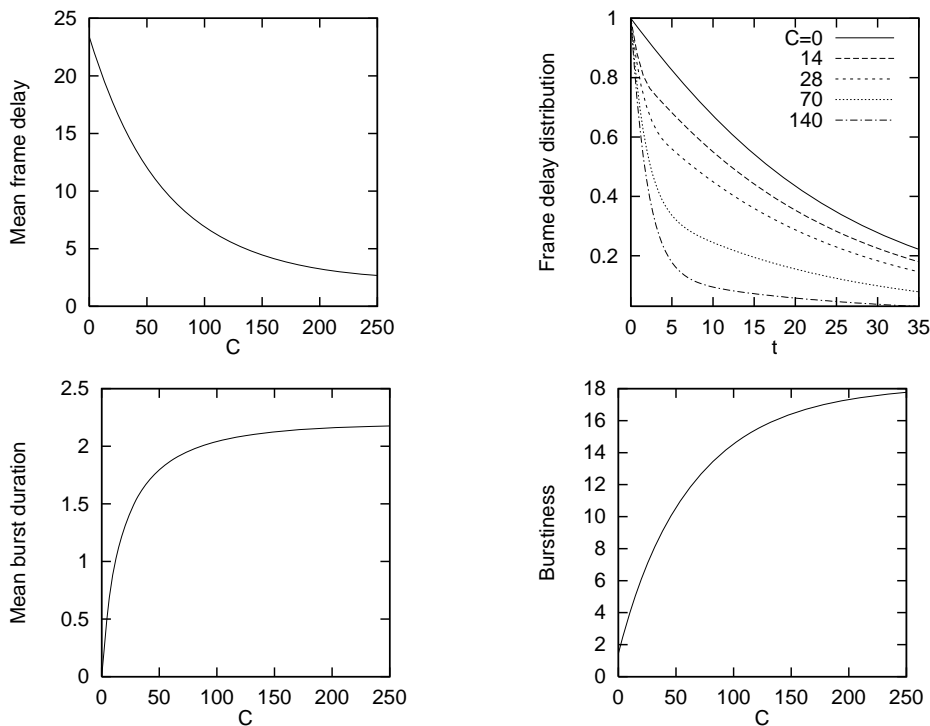 Mean frame delay
25
20
15
10
5
0
0 50 100 150 200 250
C
Frame delay distribution
1
0.8
0.6
0.4
0.2
0 5 10 15 20 25 30 35
t
C=0
14
28
70
140
Mean burst duration
2.5
2
1.5
1
0.5
0
0 50 100 150 200 250
C
Burstiness
18
16
14
12
10
8
6
4
2
0
0 50 100 150 200 250
C